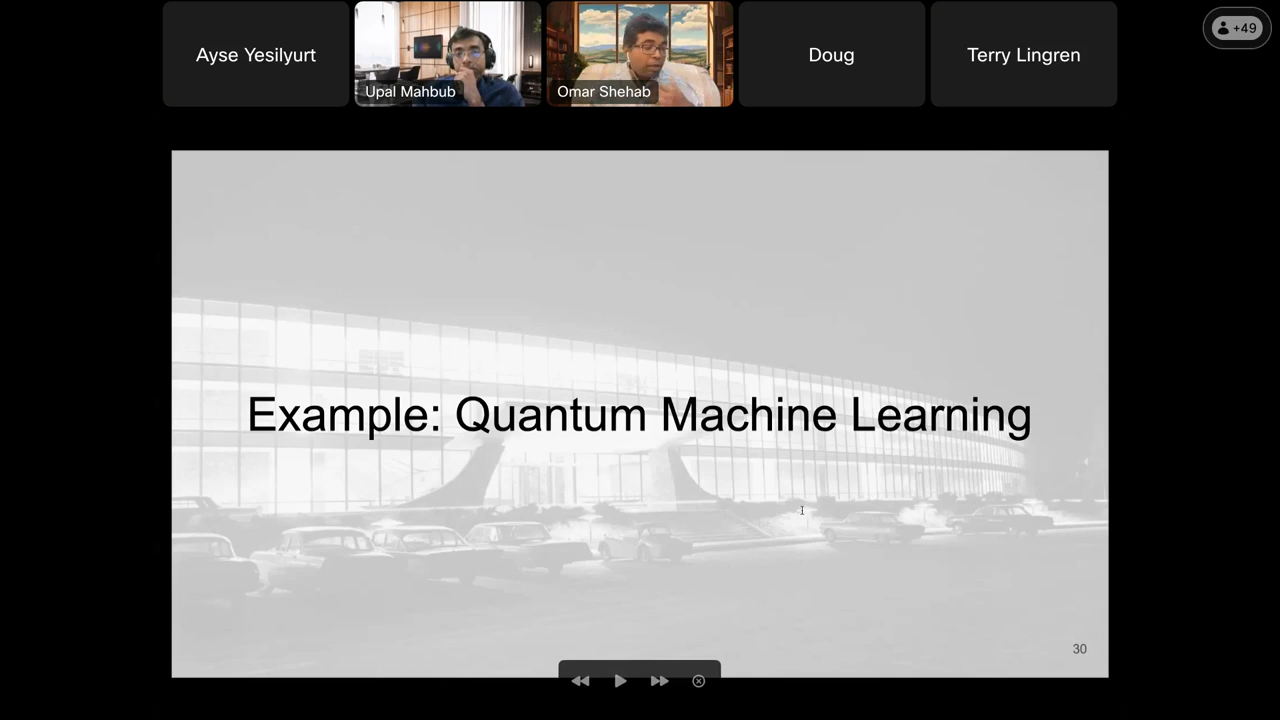 Ayse Yesilyurt
Upal Mahbub
Omar Shehab
Doug
Terry Lingren
+49
Example: Quantum Machine Learning
30